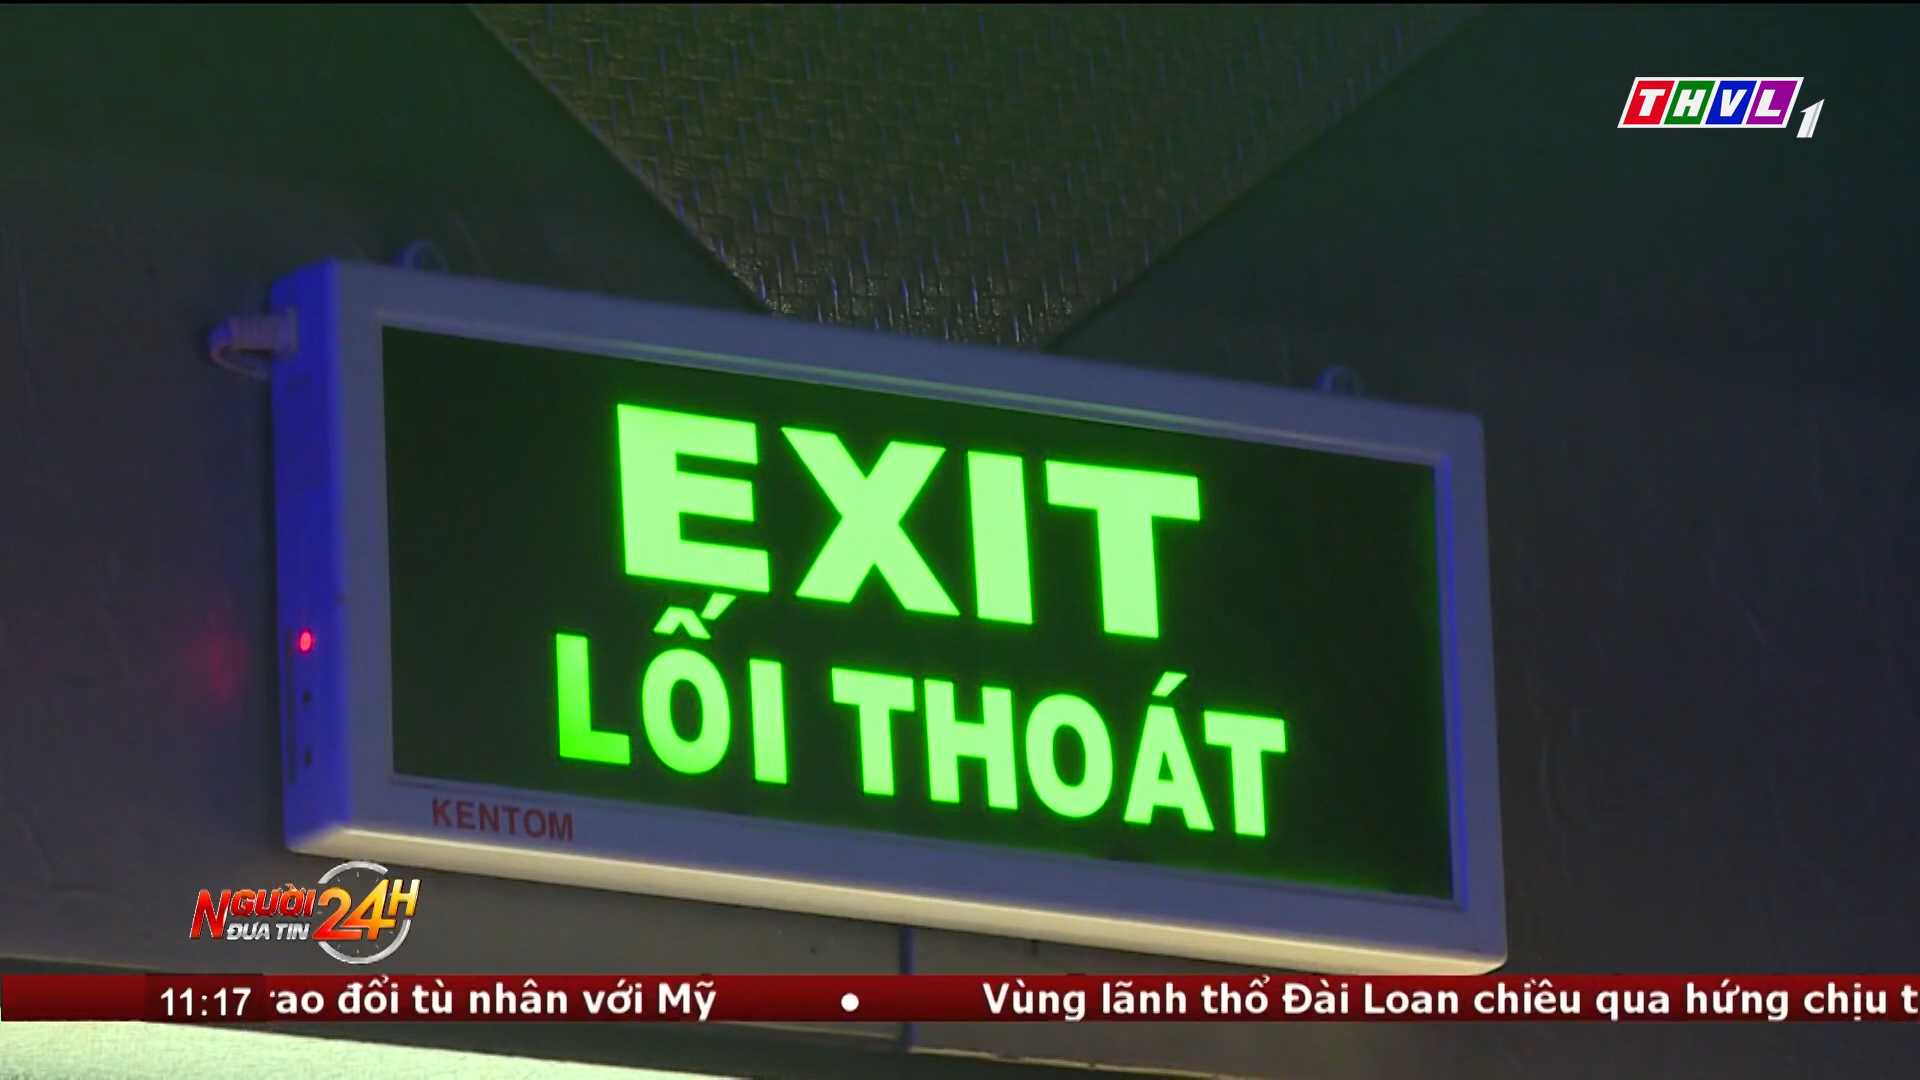 THVL1
EXIT
LỐI THOÁT
KENTOM
NGƯỜI
ĐƯA TIN
24H
11:17
đổi tù nhân với Mỹ • Vùng lãnh thổ Đài Loan chiều qua hứng chịu